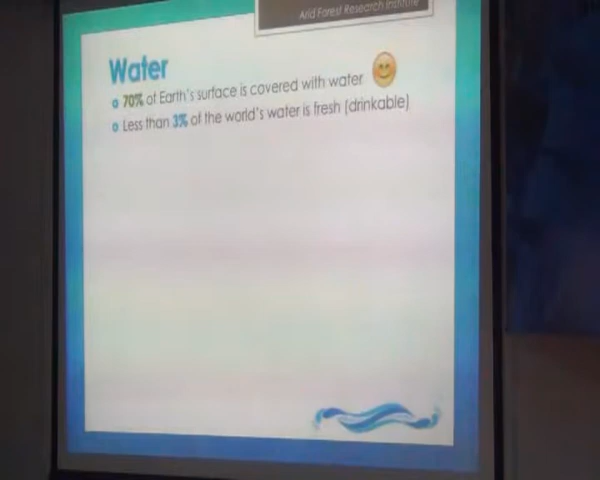 Arid Forest Research Institute
Water
70% of Earth's surface is covered with water
Less than 3% of the world's water is fresh (drinkable)